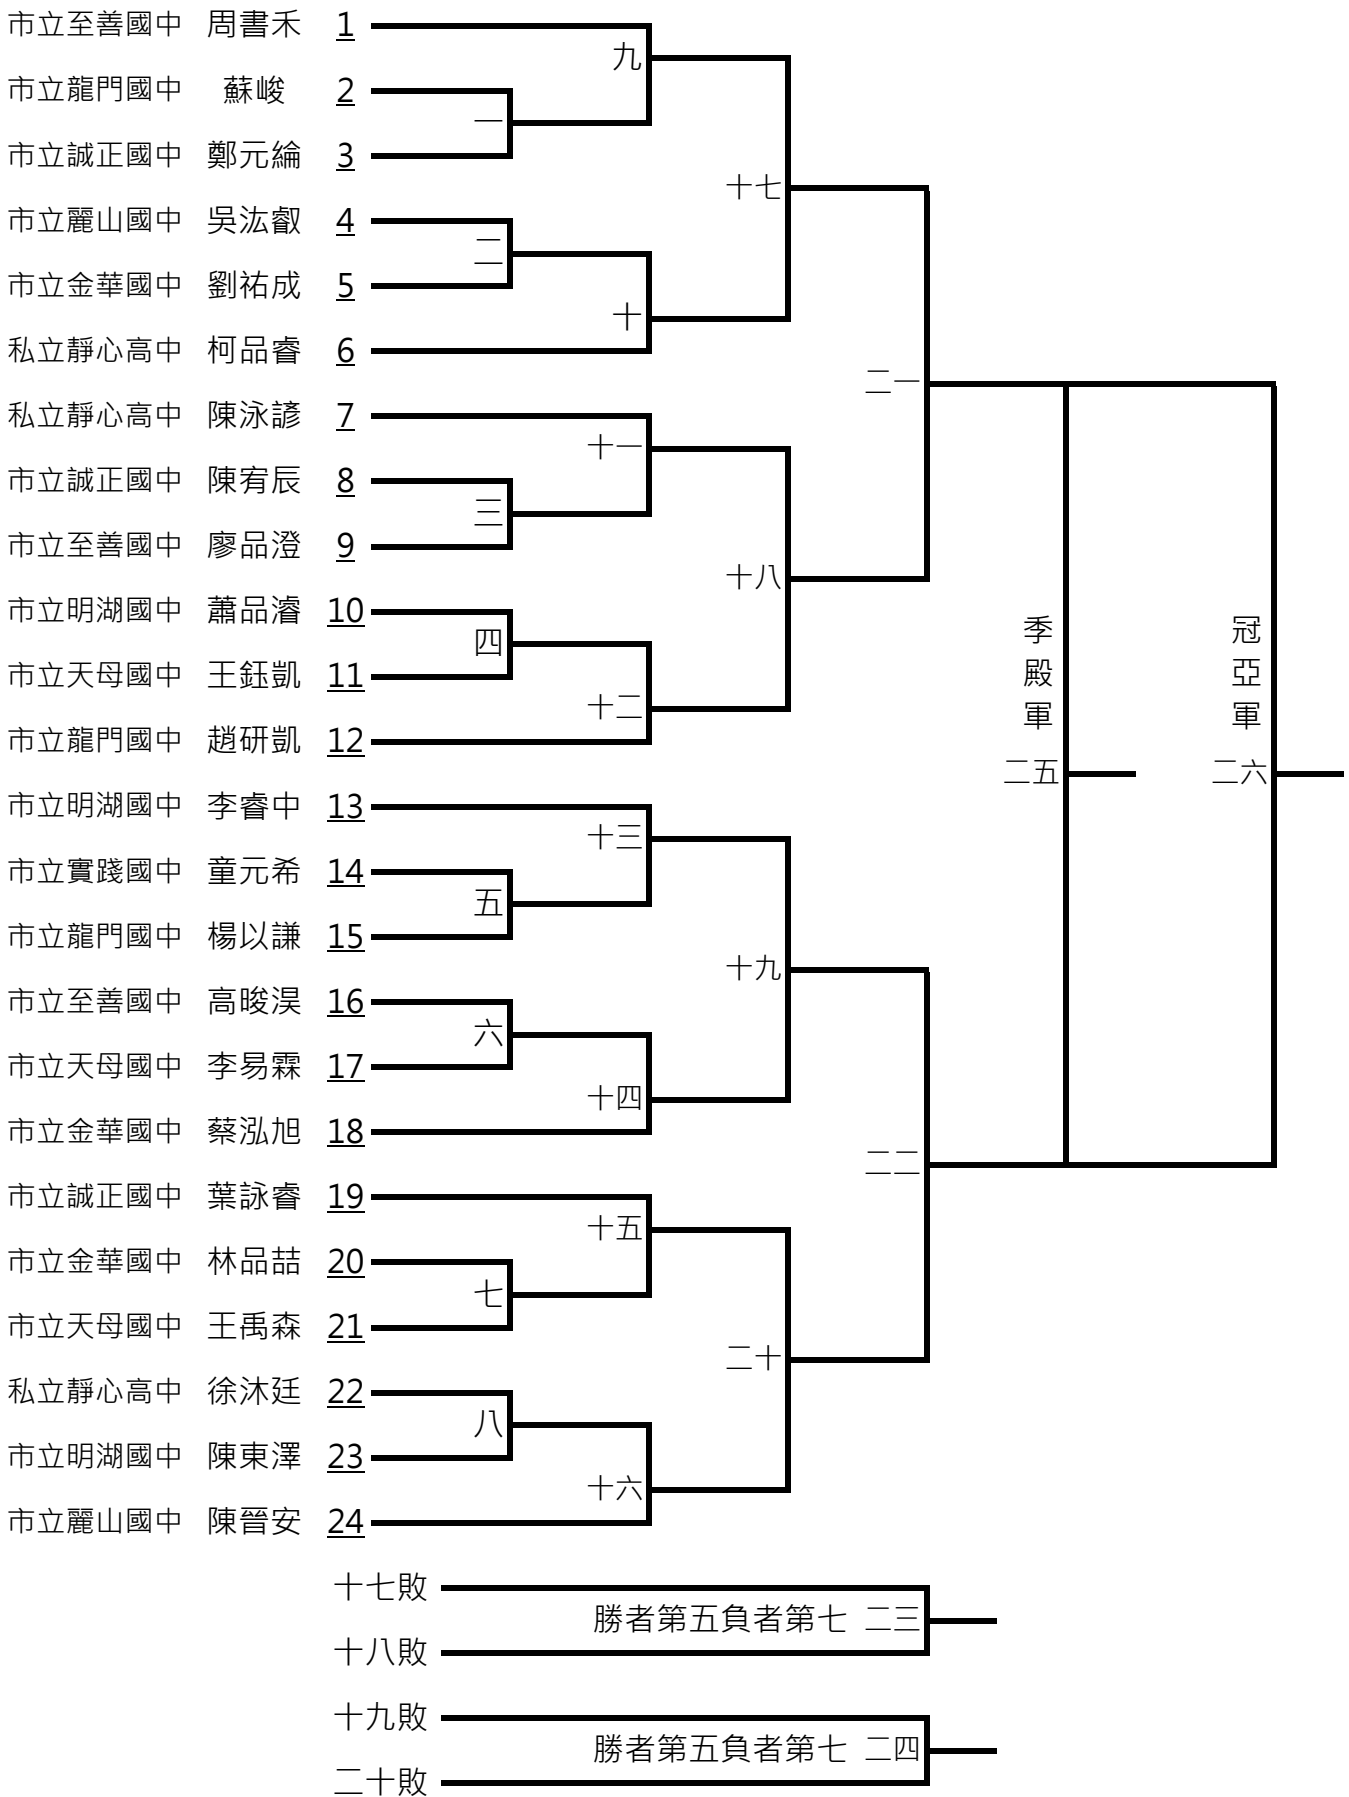 市立至善國中 周書禾 1
九
市立龍門國中 蘇峻 2
一
市立誠正國中 鄭元綸 3
十七
市立麗山國中 吳汯叡 4
二
市立金華國中 劉祐成 5
十
私立靜心高中 柯品睿 6
二一
私立靜心高中 陳泳諺 7
十一
市立誠正國中 陳宥辰 8
三
市立至善國中 廖品澄 9
十八
市立明湖國中 蕭品濬 10
四
市立天母國中 王鈺凱 11
十二
市立龍門國中 趙研凱 12
季殿軍
二五
冠亞軍
二六
市立明湖國中 李睿中 13
十三
市立實踐國中 童元希 14
五
市立龍門國中 楊以謙 15
十九
市立至善國中 高晙淏 16
六
市立天母國中 李易霖 17
十四
市立金華國中 蔡泓旭 18
二二
市立誠正國中 葉詠睿 19
十五
市立金華國中 林品喆 20
七
市立天母國中 王禹森 21
二十
私立靜心高中 徐沐廷 22
八
市立明湖國中 陳東澤 23
十六
市立麗山國中 陳晉安 24
十七敗
勝者第五負者第七 二三
十八敗
十九敗
勝者第五負者第七 二四
二十敗